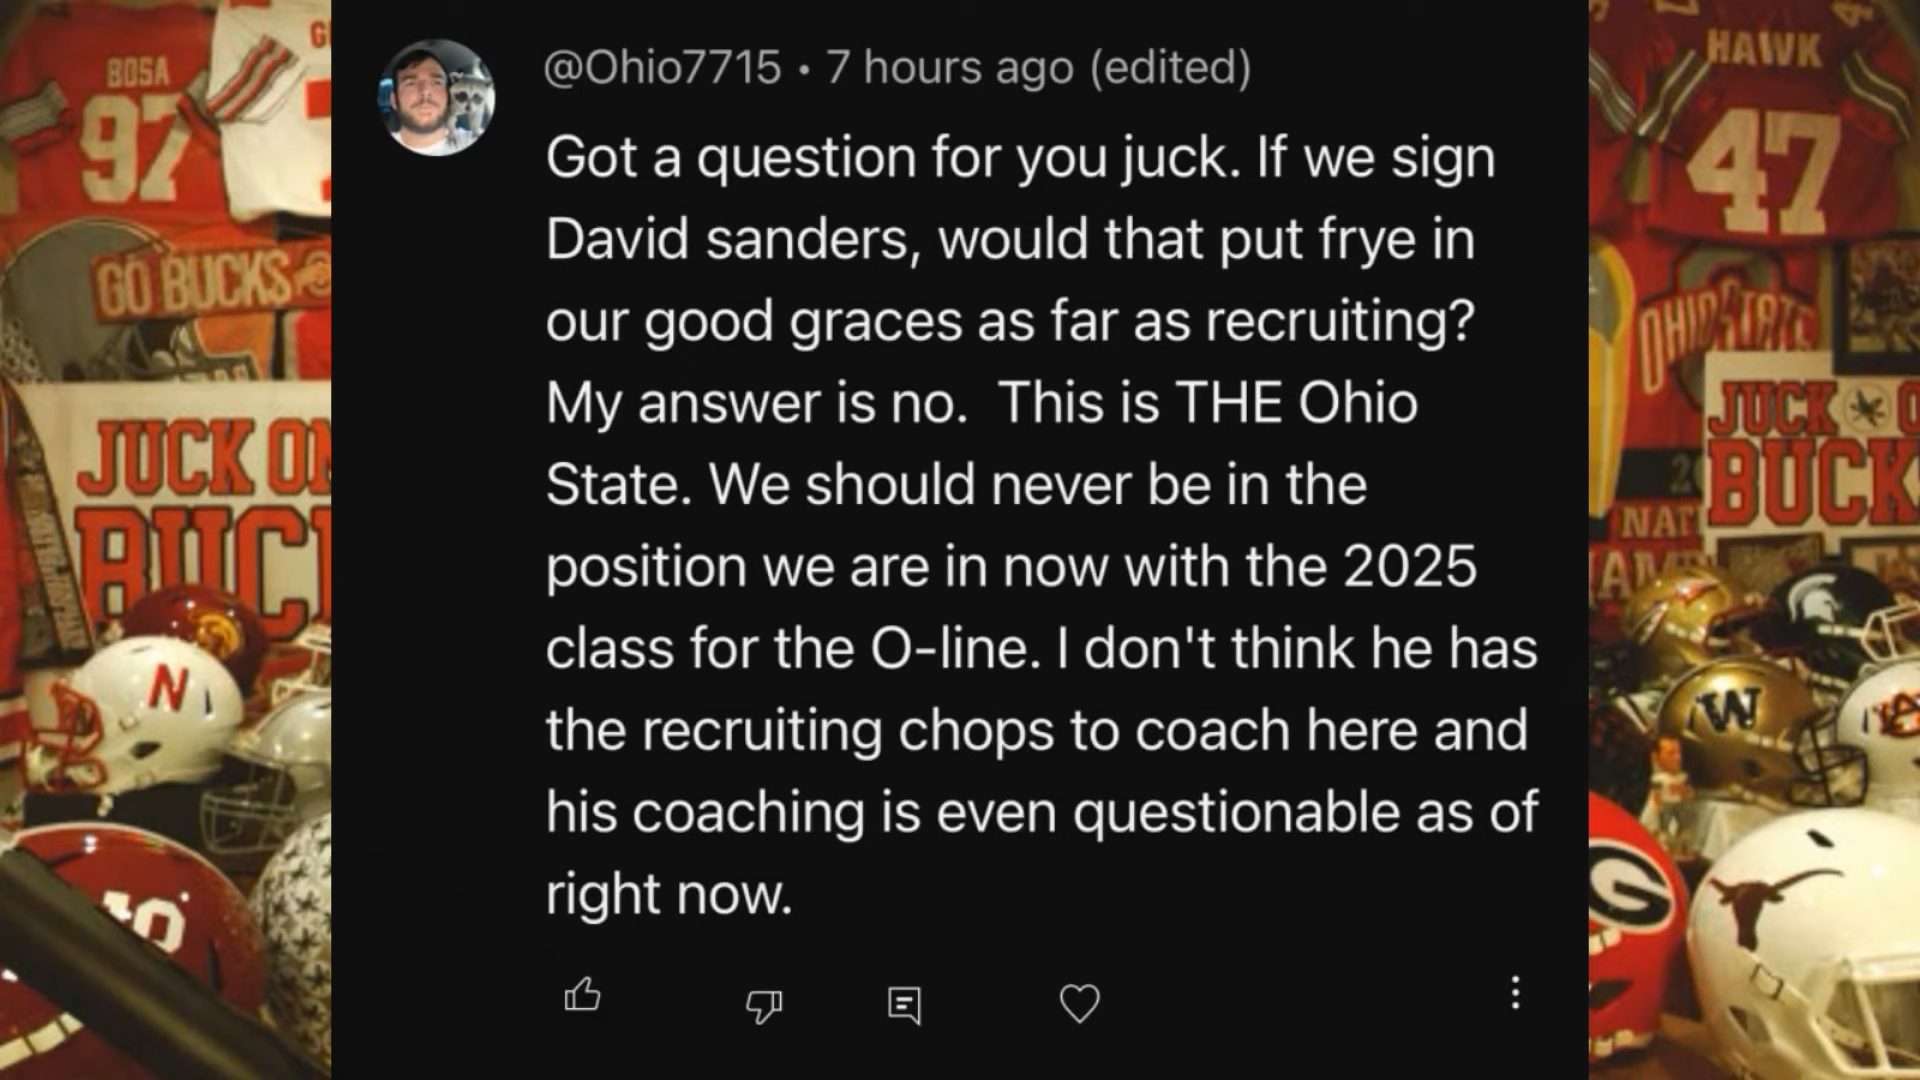 @Ohio7715 • 7 hours ago (edited)
Got a question for you juck. If we sign
David sanders, would that put frye in
our good graces as far as recruiting?
My answer is no.  This is THE Ohio
State. We should never be in the
position we are in now with the 2025
class for the O-line. I don't think he has
the recruiting chops to coach here and
his coaching is even questionable as of
right now.
BOSA
97
GO BUCKS
JUCK ON
BUC
N
HAWK
47
OHIO STATE
JUCK O
BUCK
W
G